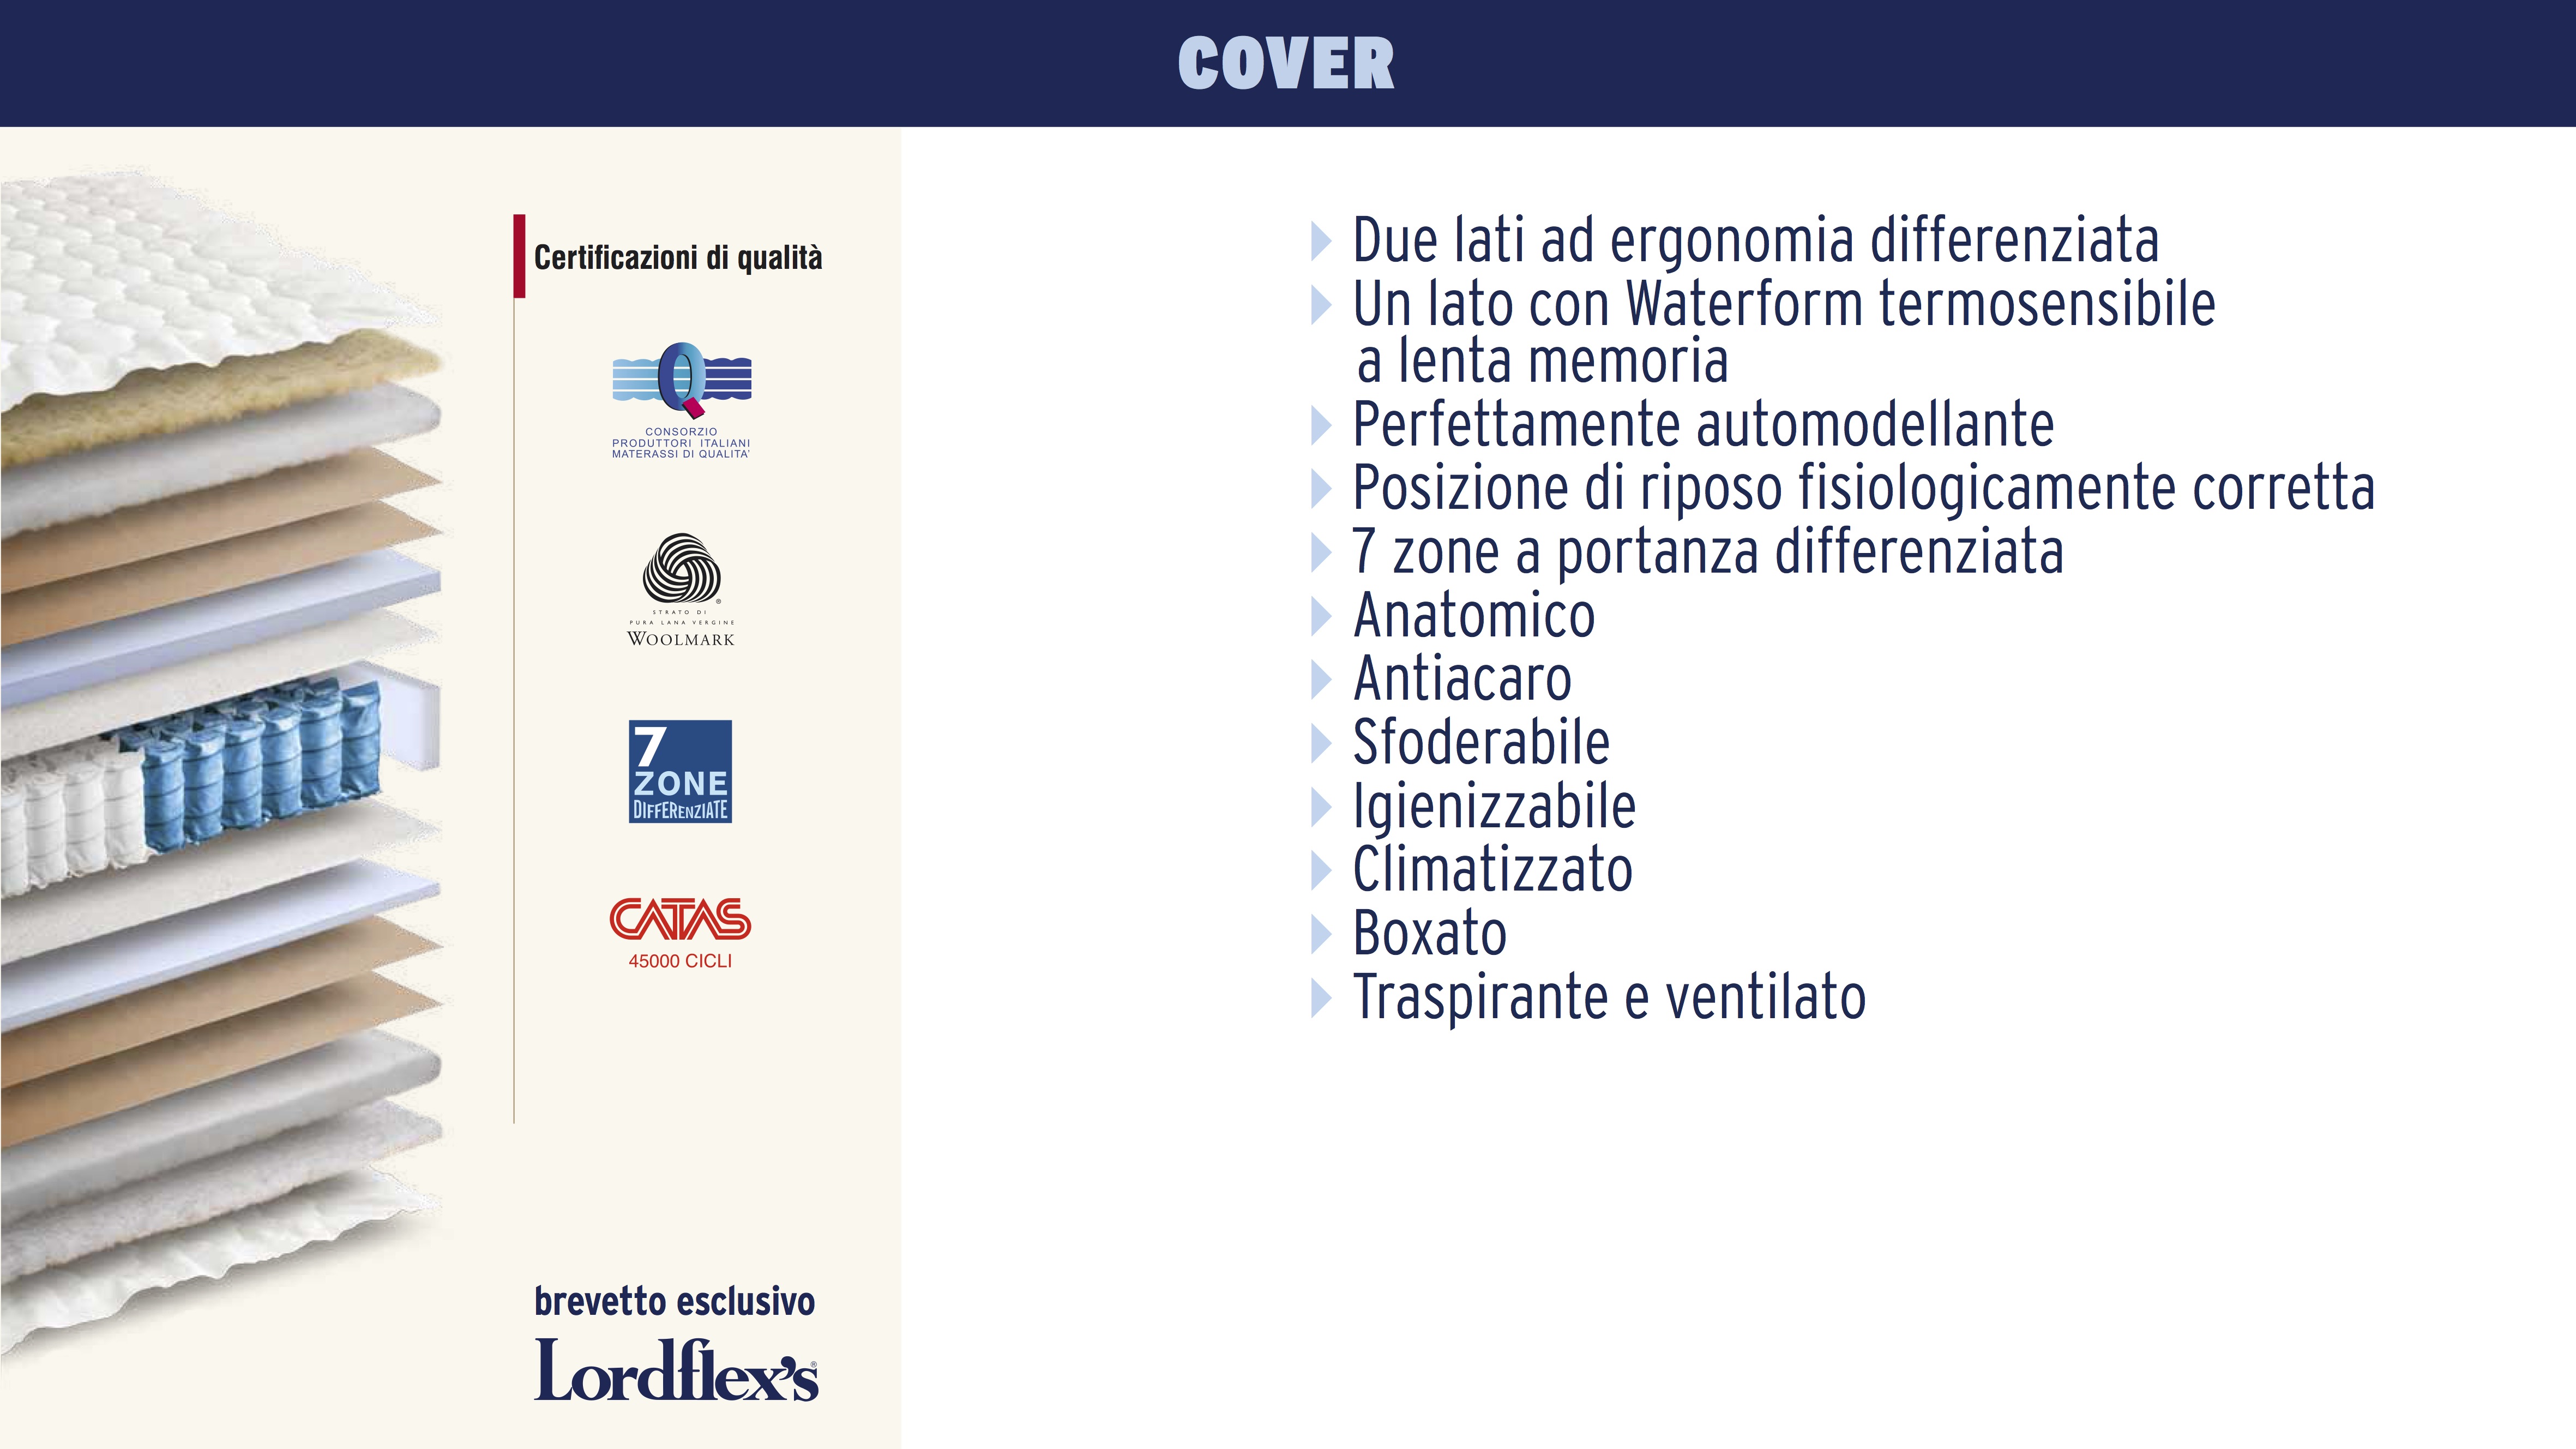 COVER
Certificazioni di qualità
Q
CONSORZIO
PRODUTTORI ITALIANI
MATERASSI DI QUALITA'
STRATO DI
PURA LANA VERGINE
WOOLMARK
7
ZONE
DIFFERENZIATE
CATAS
45000 CICLI
brevetto esclusivo
Lordflex's®
Due lati ad ergonomia differenziata
Un lato con Waterform termosensibile
a lenta memoria
Perfettamente automodellante
Posizione di riposo fisiologicamente corretta
7 zone a portanza differenziata
Anatomico
Antiacaro
Sfoderabile
Igienizzabile
Climatizzato
Boxato
Traspirante e ventilato